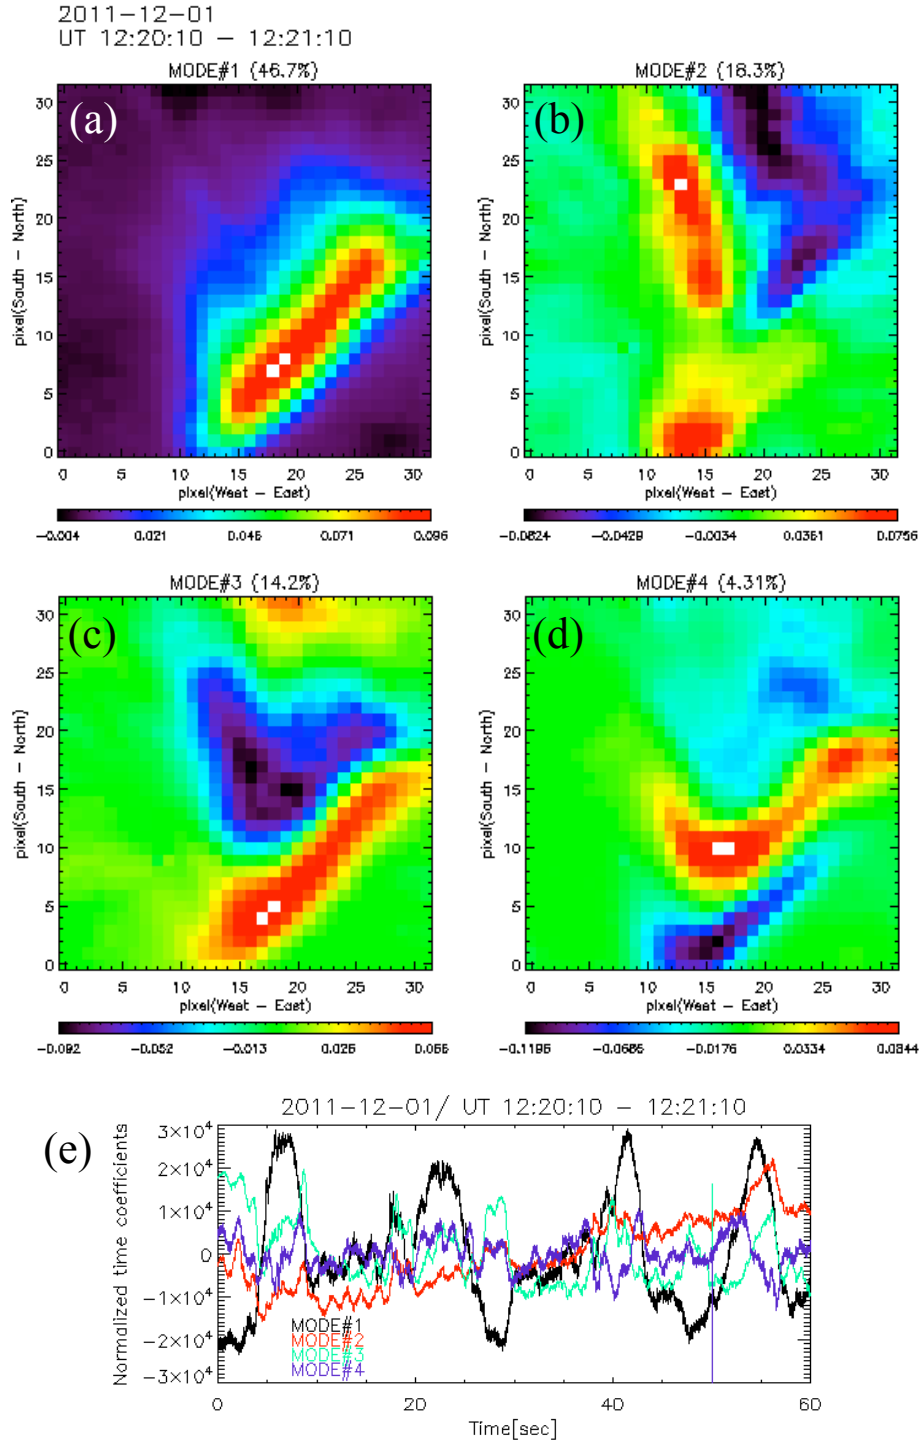 2011-12-01
UT 12:20:10 - 12:21:10
MODE#1 (46.7%)
MODE#2 (18.3%)
(a)
(b)
30
25
20
15
10
5
0
pixel(South - North)
30
25
20
15
10
5
0
pixel(South - North)
0 5 10 15 20 25 30
0 5 10 15 20 25 30
pixel(West - East)
pixel(West - East)
-0.004 0.021 0.046 0.071 0.096
-0.0824 -0.0429 -0.0034 0.0361 0.0756
MODE#3 (14.2%)
MODE#4 (4.31%)
(c)
(d)
30
25
20
15
10
5
0
pixel(South - North)
30
25
20
15
10
5
0
pixel(South - North)
0 5 10 15 20 25 30
0 5 10 15 20 25 30
pixel(West - East)
pixel(West - East)
-0.092 -0.052 -0.013 0.026 0.066
-0.1195 -0.0686 -0.0176 0.0334 0.0844
2011-12-01/ UT 12:20:10 - 12:21:10
(e)
Normalized time coefficients
3×10⁴
2×10⁴
1×10⁴
0
-1×10⁴
-2×10⁴
-3×10⁴
MODE#1
MODE#2
MODE#3
MODE#4
0 20 40 60
Time[sec]